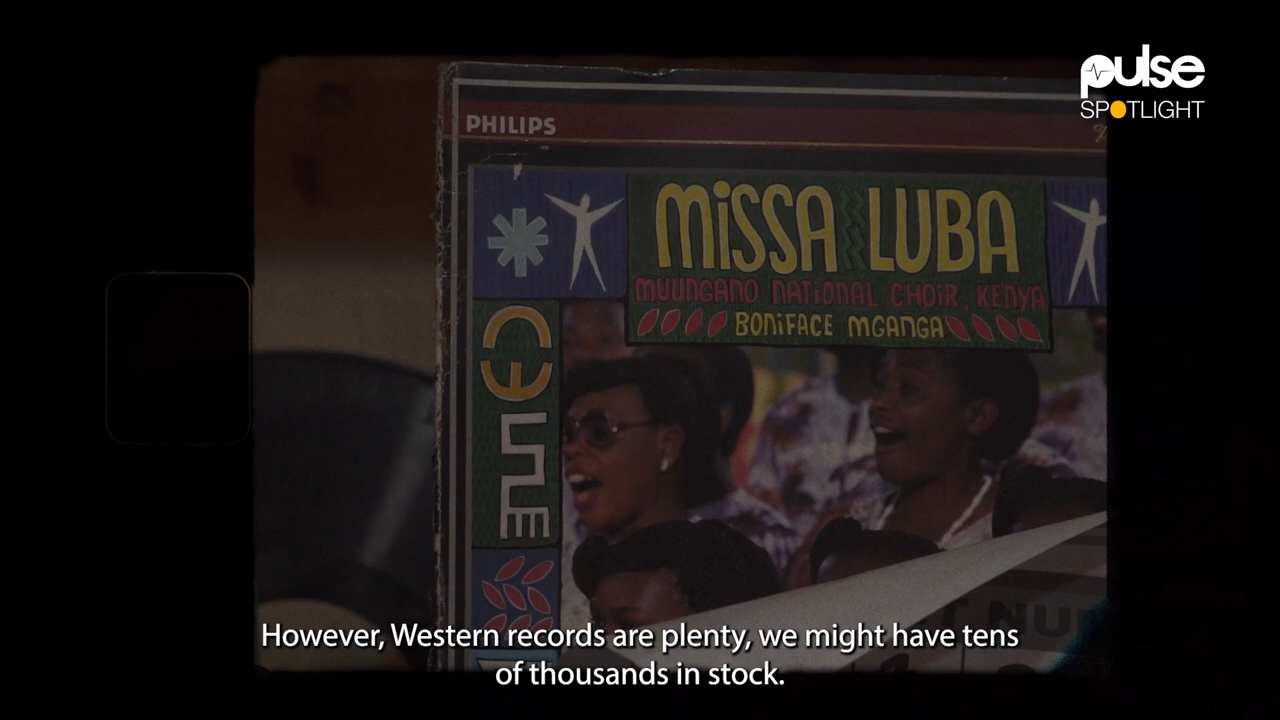 pulse
SPOTLIGHT
PHILIPS
MiSSA LUBA
MUUNGANO NATIONAL CHOIR, KENYA
BONiFACE MGANGA
However, Western records are plenty, we might have tens
of thousands in stock.